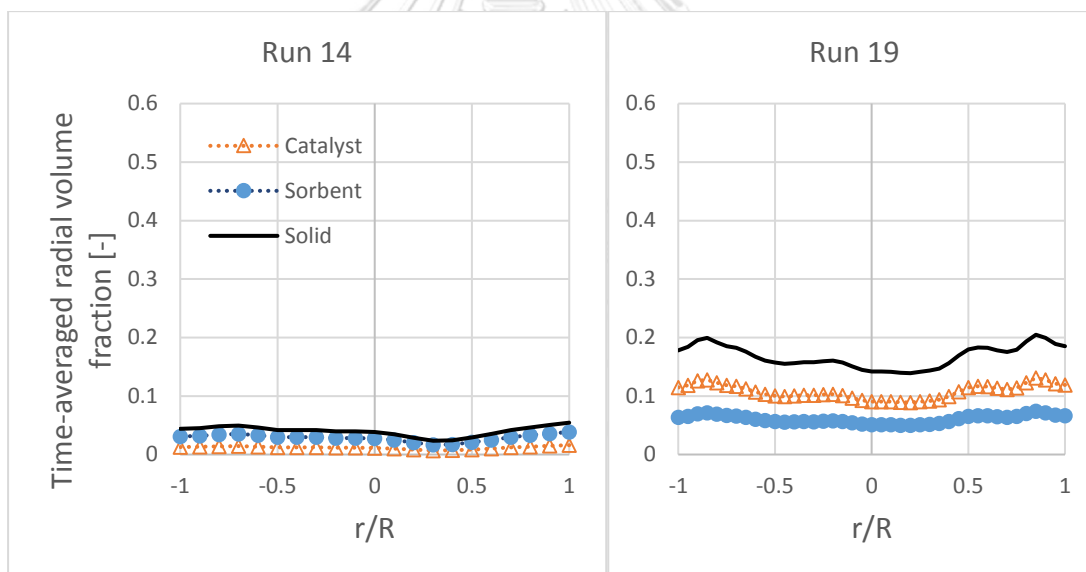 Run 14
Run 19
Time-averaged radial volume
fraction [-]
0.6
0.5
0.4
0.3
0.2
0.1
0
Catalyst
Sorbent
Solid
-1 -0.5 0 0.5 1
r/R
0.6
0.5
0.4
0.3
0.2
0.1
0
-1 -0.5 0 0.5 1
r/R